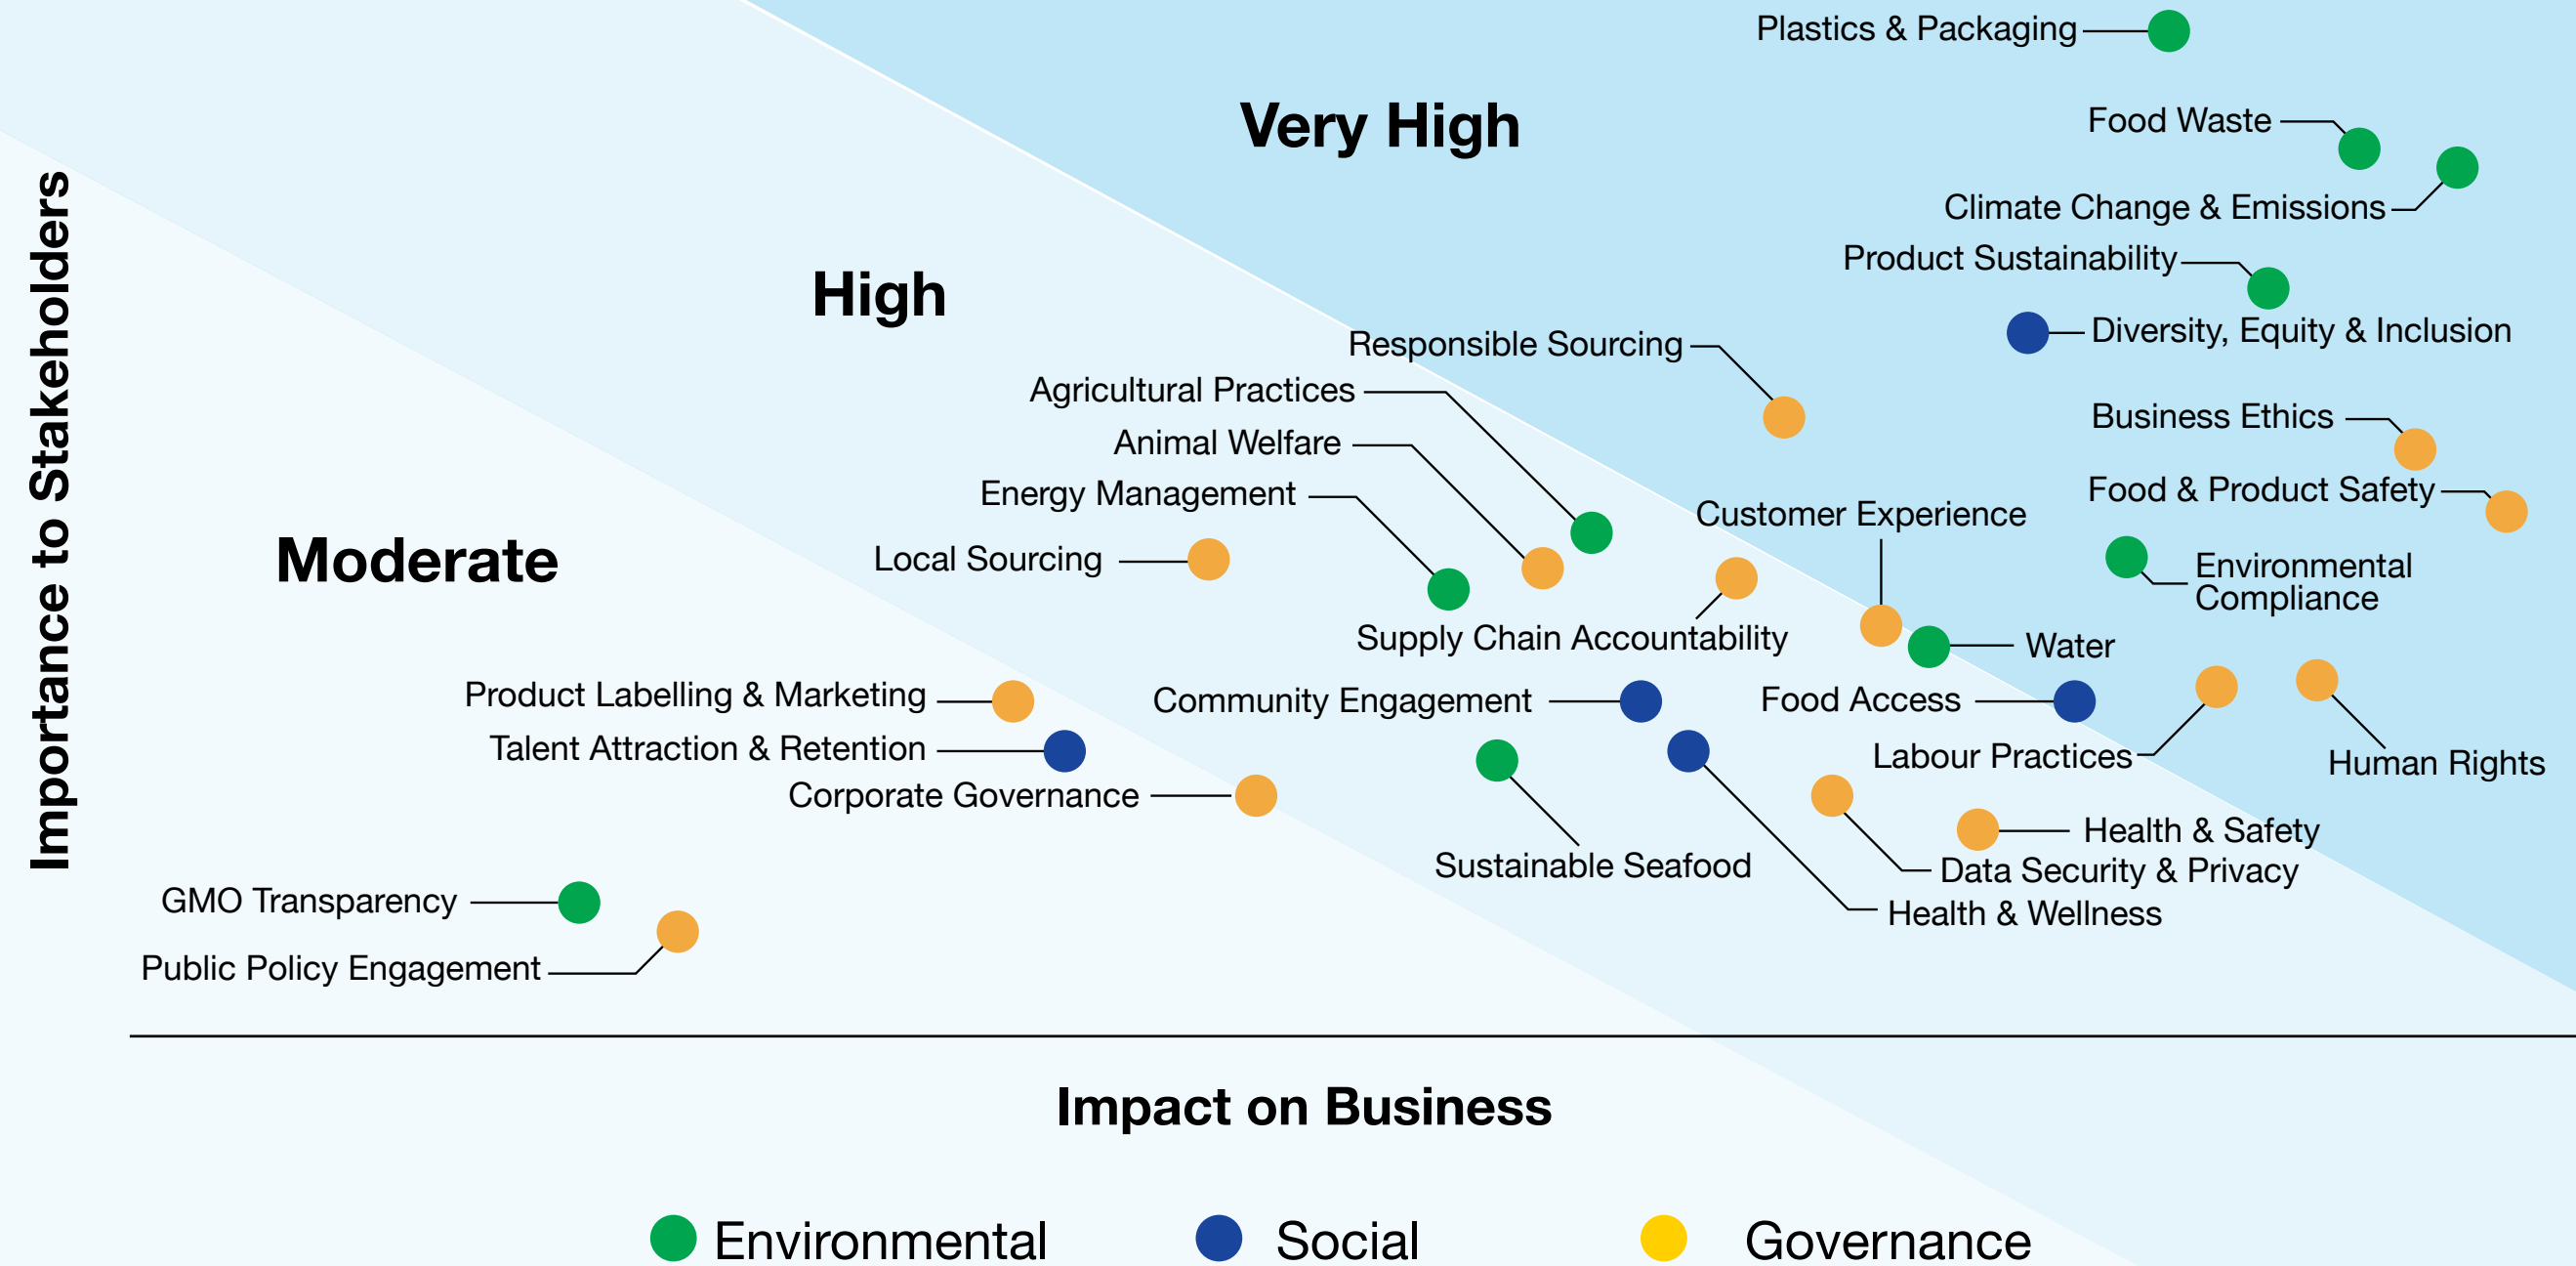 Plastics & Packaging
Very High
Food Waste
Climate Change & Emissions
Product Sustainability
High
Diversity, Equity & Inclusion
Responsible Sourcing
Agricultural Practices
Business Ethics
Animal Welfare
Energy Management
Food & Product Safety
Customer Experience
Importance to Stakeholders
Moderate
Local Sourcing
Environmental
Compliance
Supply Chain Accountability
Water
Product Labelling & Marketing
Community Engagement
Food Access
Talent Attraction & Retention
Labour Practices
Human Rights
Corporate Governance
Health & Safety
Sustainable Seafood
Data Security & Privacy
GMO Transparency
Health & Wellness
Public Policy Engagement
Impact on Business
Environmental
Social
Governance